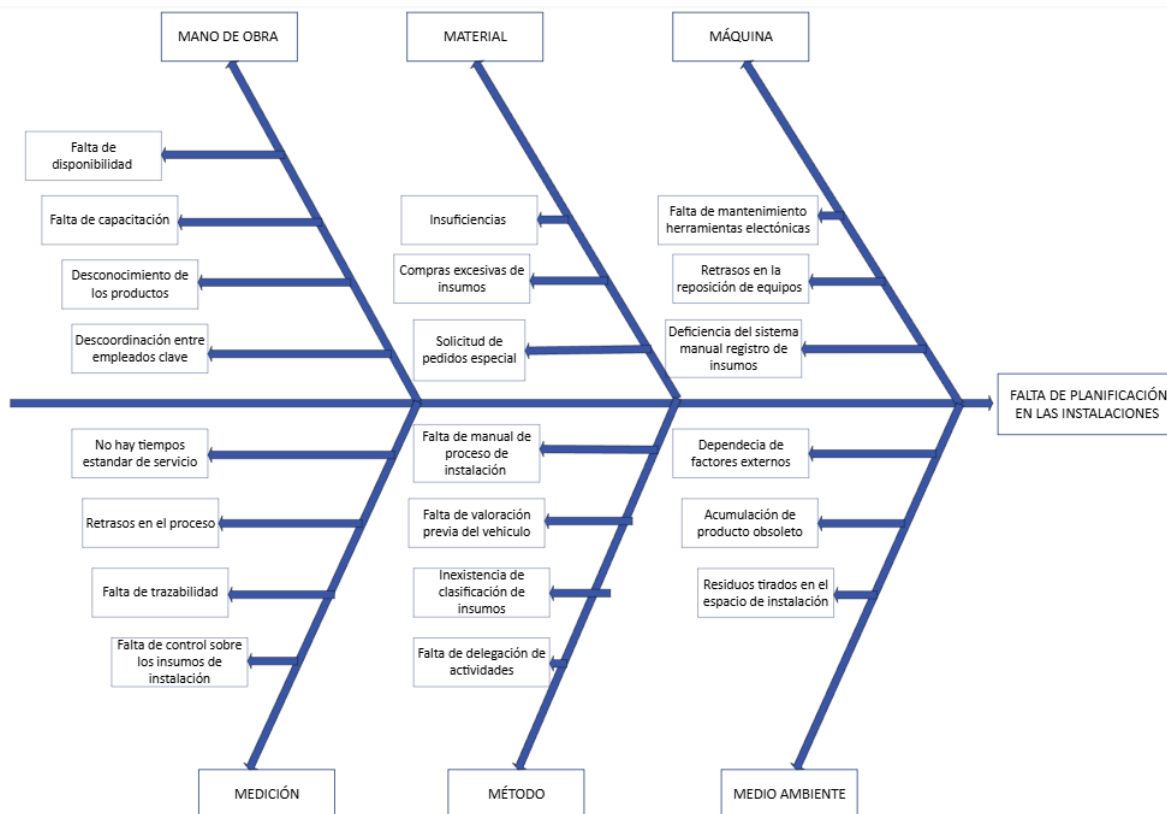 MANO DE OBRA
MATERIAL
MÁQUINA
Falta de
disponibilidad
Falta de capacitación
Desconocimiento de
los productos
Descoordinación entre
empleados clave
Insuficiencias
Compras excesivas de
insumos
Solicitud de
pedidos especial
Falta de mantenimiento
herramientas electónicas
Retrasos en la
reposición de equipos
Deficiencia del sistema
manual registro de
insumos
FALTA DE PLANIFICACIÓN
EN LAS INSTALACIONES
No hay tiempos
estandar de servicio
Retrasos en el proceso
Falta de trazabilidad
Falta de control sobre
los insumos de
instalación
Falta de manual de
proceso de
instalación
Falta de valoración
previa del vehiculo
Inexistencia de
clasificación de
insumos
Falta de delegación de
actividades
Dependecia de
factores externos
Acumulación de
producto obsoleto
Residuos tirados en el
espacio de instalación
MEDICIÓN
MÉTODO
MEDIO AMBIENTE